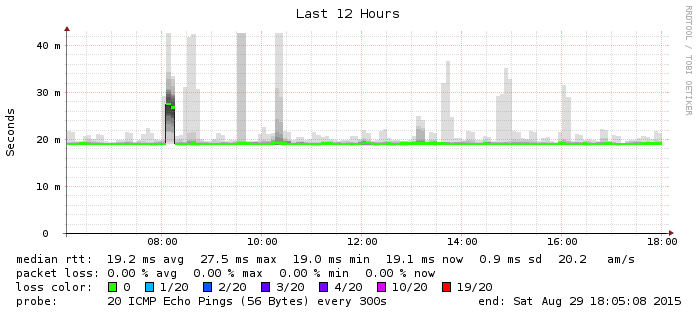 Last 12 Hours
RRDTOOL / TOBI OETIKER
Seconds
40 m
30 m
20 m
10 m
0
08:00 10:00 12:00 14:00 16:00 18:00
median rtt: 19.2 ms avg 27.5 ms max 19.0 ms min 19.1 ms now 0.9 ms sd 20.2 am/s
packet loss: 0.00 % avg 0.00 % max 0.00 % min 0.00 % now
loss color: 0 1/20 2/20 3/20 4/20 10/20 19/20
probe: 20 ICMP Echo Pings (56 Bytes) every 300s end: Sat Aug 29 18:05:08 2015